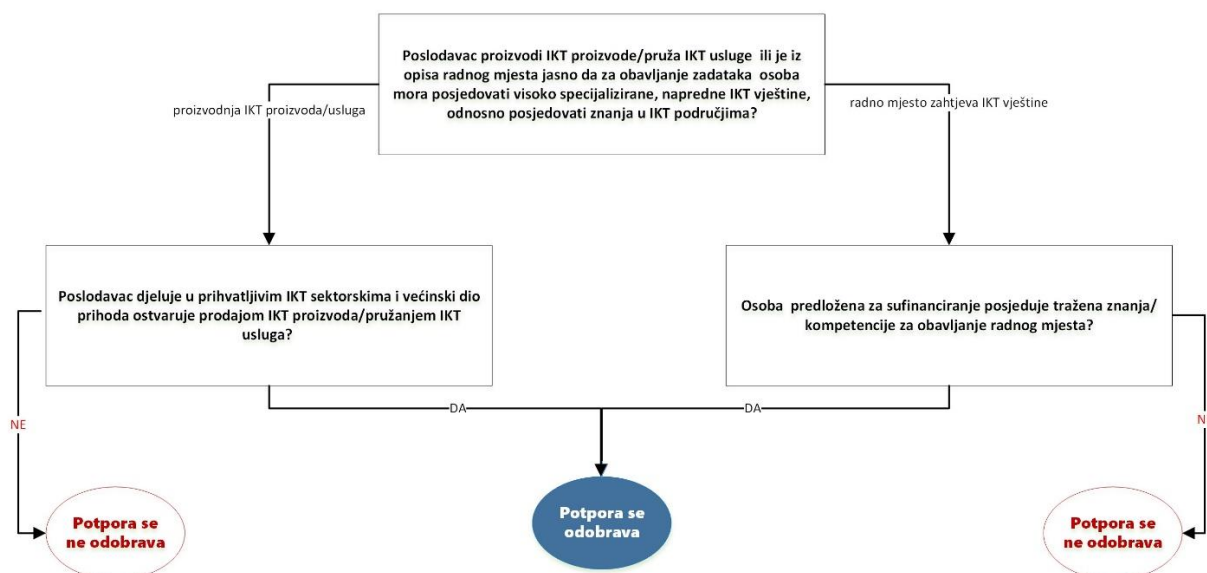 Poslodavac proizvodi IKT proizvode/pruža IKT usluge ili je iz
opisa radnog mjesta jasno da za obavljanje zadataka osoba
mora posjedovati visoko specijalizirane, napredne IKT vještine,
odnosno posjedovati znanja u IKT područjima?
proizvodnja IKT proizvoda/usluga
radno mjesto zahtjeva IKT vještine
Poslodavac djeluje u prihvatljivim IKT sektorskima i većinski dio
prihoda ostvaruje prodajom IKT proizvoda/pružanjem IKT
usluga?
Osoba predložena za sufinanciranje posjeduje tražena znanja/
kompetencije za obavljanje radnog mjesta?
NE
DA
DA
N
Potpora se
ne odobrava
Potpora se
odobrava
Potpora se
ne odobrava